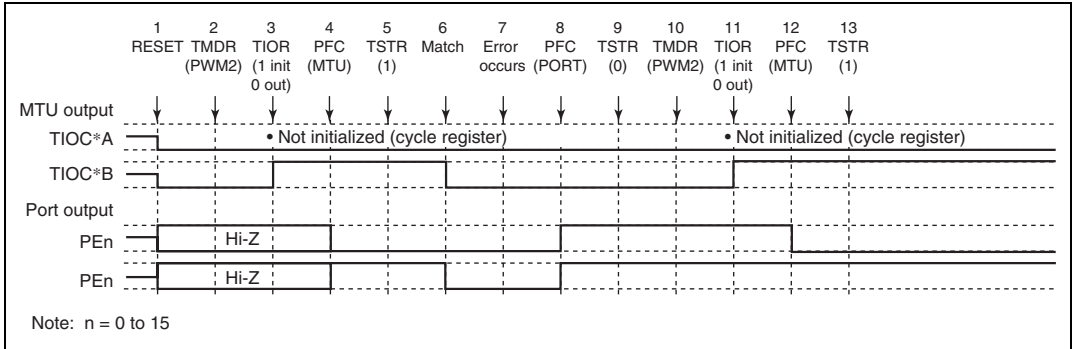 1 2 3 4 5 6 7 8 9 10 11 12 13
RESET TMDR TIOR PFC TSTR Match Error PFC TSTR TMDR TIOR PFC TSTR
(PWM2) (1 init (MTU) (1) occurs (PORT) (0) (PWM2) (1 init (MTU) (1)
0 out) 0 out)
MTU output
TIOC*A • Not initialized (cycle register) • Not initialized (cycle register)
TIOC*B
Port output
PEn Hi-Z
PEn Hi-Z
Note: n = 0 to 15